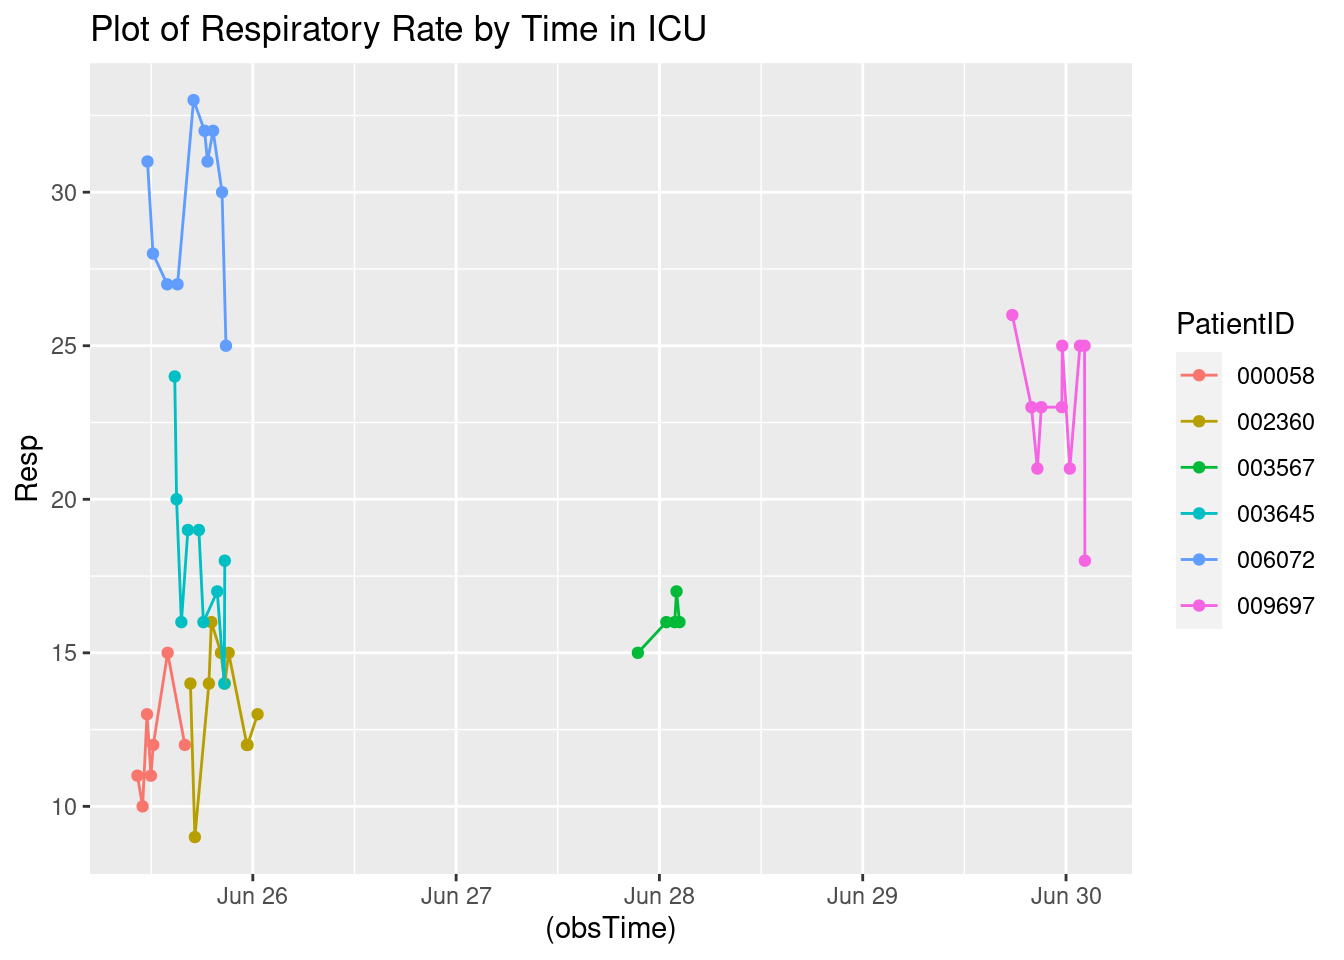 Plot of Respiratory Rate by Time in ICU
Resp
30
25
20
15
10
Jun 26 Jun 27 Jun 28 Jun 29 Jun 30
(obsTime)
PatientID
000058
002360
003567
003645
006072
009697